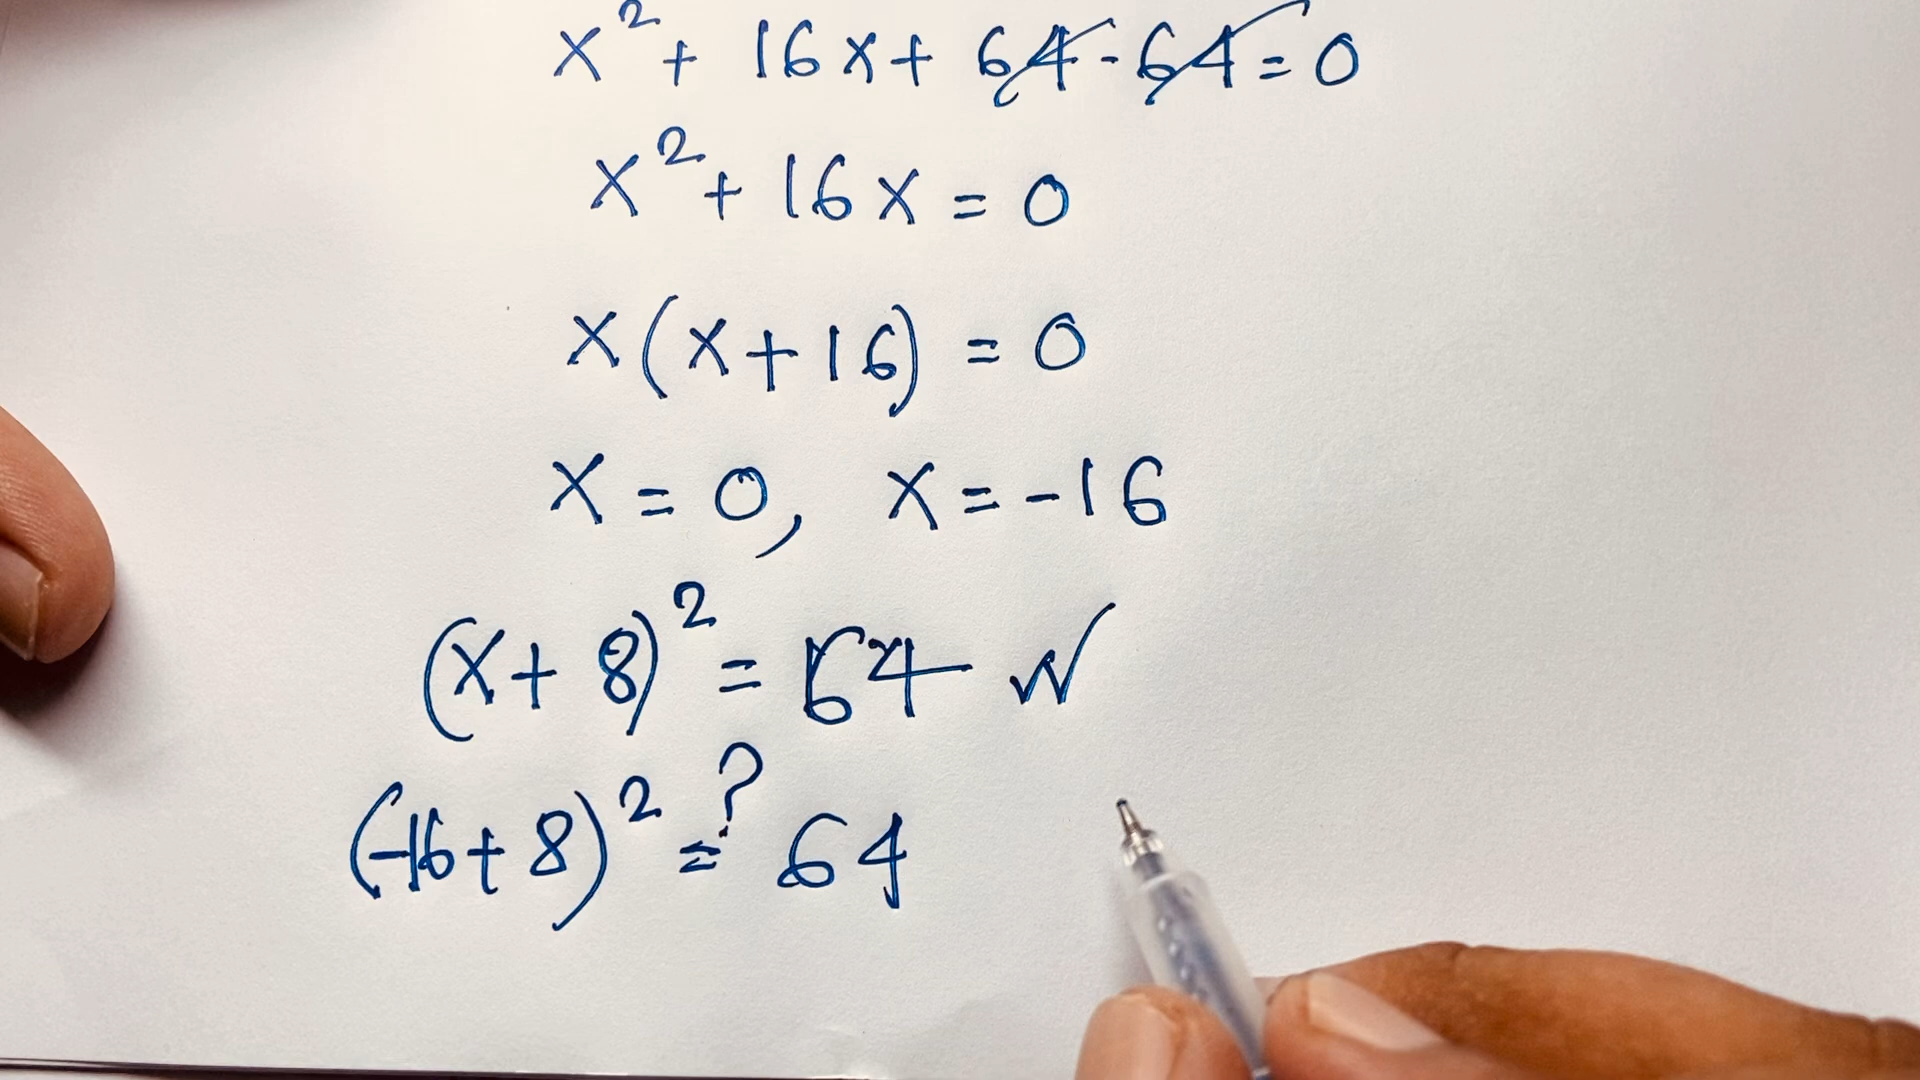 x² + 16x + 64 - 64 = 0
x² + 16x = 0
x(x+16) = 0
x = 0, x = -16
(x+8)² = 64 ✓
(-16+8)² =? 64